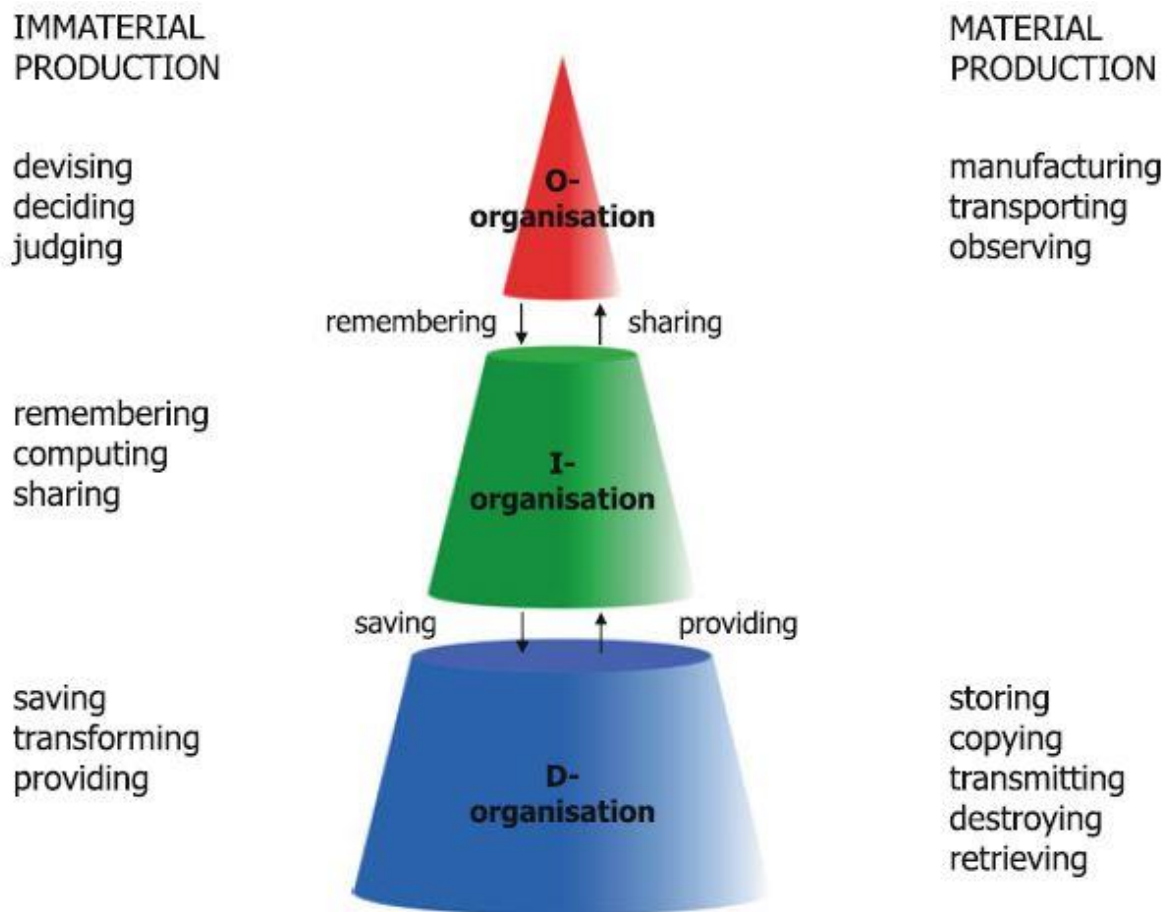 IMMATERIAL
PRODUCTION
MATERIAL
PRODUCTION
devising
deciding
judging
O-
organisation
manufacturing
transporting
observing
remembering
sharing
remembering
computing
sharing
I-
organisation
saving
providing
saving
transforming
providing
D-
organisation
storing
copying
transmitting
destroying
retrieving